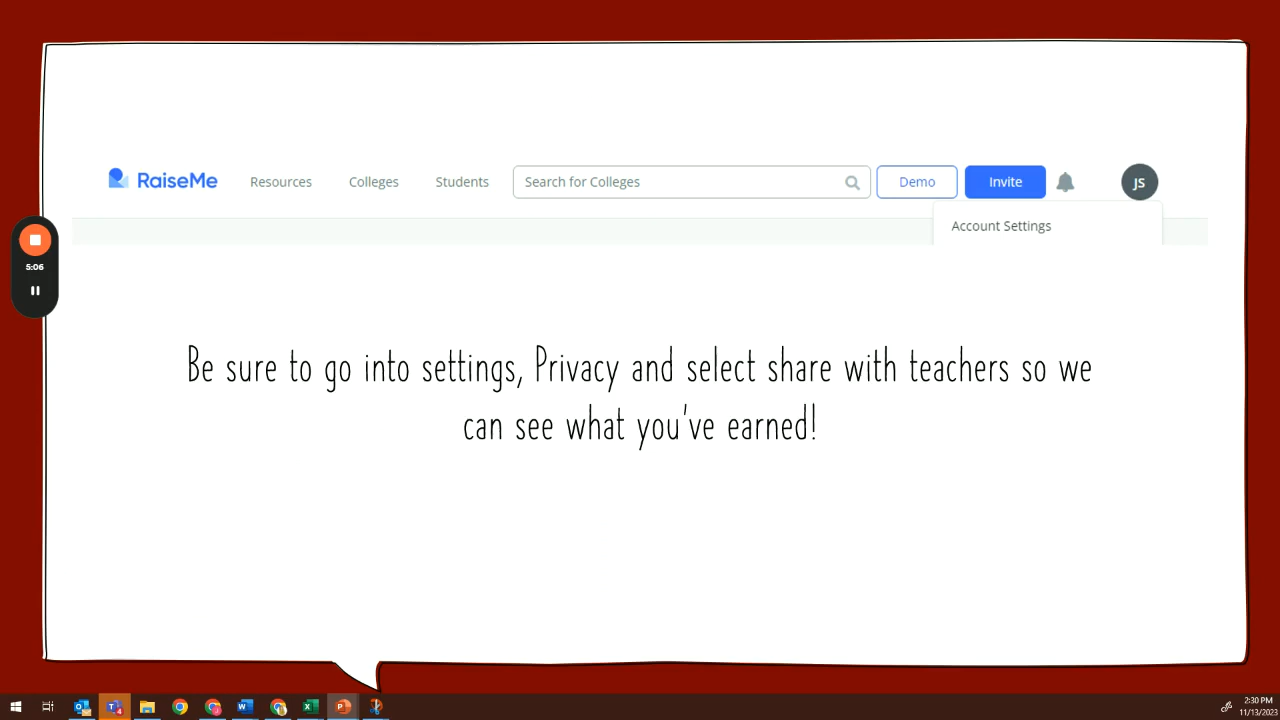 RaiseMe Resources Colleges Students Search for Colleges Demo Invite JS
Account Settings
5:06
Be sure to go into settings, Privacy and select share with teachers so we
can see what you've earned!
2:30 PM
11/13/2023